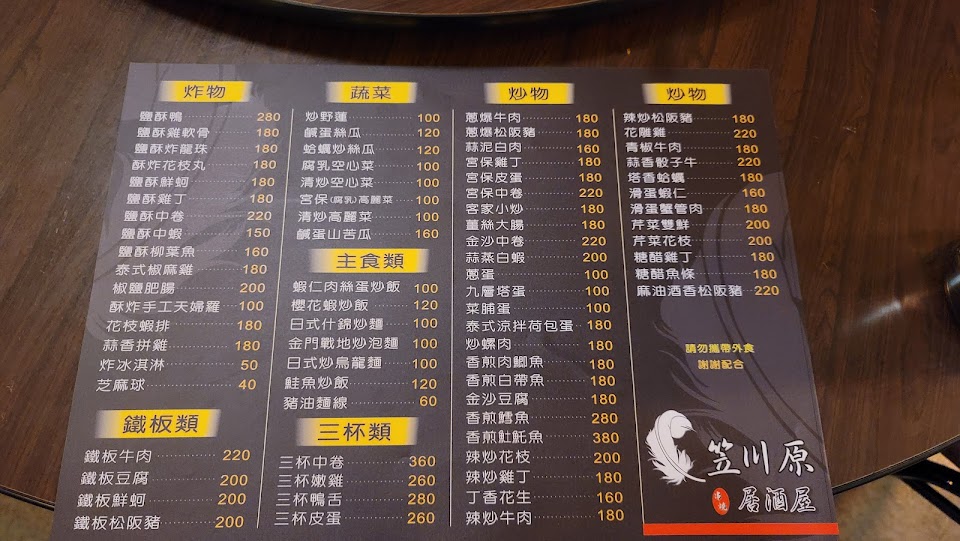 炸物
鹽酥鴨 280
鹽酥雞軟骨 180
鹽酥炸龍珠 180
酥炸花枝丸 180
鹽酥鮮蚵 180
鹽酥雞丁 180
鹽酥中卷 220
鹽酥中蝦 150
鹽酥柳葉魚 160
泰式椒麻雞 180
椒鹽肥腸 200
酥炸手工天婦羅 100
花枝蝦排 180
蒜香拼雞 180
炸冰淇淋 50
芝麻球 40
鐵板類
鐵板牛肉 220
鐵板豆腐 200
鐵板鮮蚵 200
鐵板松阪豬 200
蔬菜
炒野蓮 100
鹹蛋絲瓜 120
蛤蠣炒絲瓜 120
腐乳空心菜 100
清炒空心菜 100
宮保(腐乳)高麗菜 100
清炒高麗菜 100
鹹蛋山苦瓜 160
主食類
蝦仁肉絲蛋炒飯 100
櫻花蝦炒飯 120
日式什錦炒麵 100
金門戰地炒泡麵 100
日式炒烏龍麵 100
鮭魚炒飯 120
豬油麵線 60
三杯類
三杯中卷 360
三杯嫩雞 260
三杯鴨舌 280
三杯皮蛋 260
炒物
蔥爆牛肉 180
蔥爆松阪豬 180
蒜泥白肉 160
宮保雞丁 180
宮保皮蛋 180
宮保中卷 220
客家小炒 180
薑絲大腸 180
金沙中卷 220
蒜蒸白蝦 200
蔥蛋 100
九層塔蛋 100
菜脯蛋 100
泰式涼拌荷包蛋 180
炒螺肉 180
香煎肉鯽魚 180
香煎白帶魚 180
金沙豆腐 180
香煎鱈魚 280
香煎魠魠魚 380
辣炒花枝 200
辣炒雞丁 180
丁香花生 160
辣炒牛肉 180
炒物
辣炒松阪豬 180
花雕雞 220
青椒牛肉 180
蒜香骰子牛 220
塔香蛤蠣 180
滑蛋蝦仁 160
滑蛋蟹管肉 180
芹菜雙鮮 200
芹菜花枝 200
糖醋雞丁 180
糖醋魚條 180
麻油酒香松阪豬 220
請勿攜帶外食
謝謝配合
笠川原
串燒
居酒屋